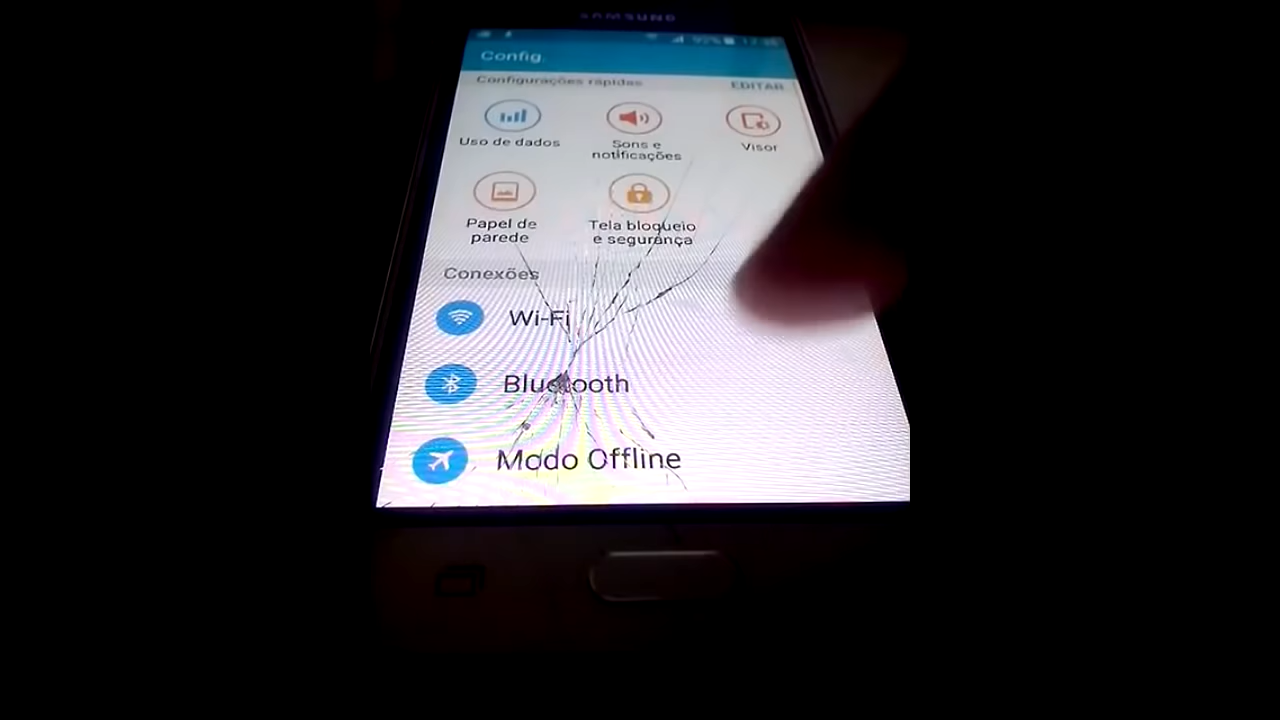 SAMSUNG
Config.
Configurações rápidas
EDITAR
Uso de dados
Sons e
notificações
Visor
Papel de
parede
Tela bloqueio
e segurança
Conexões
Wi-Fi
Bluetooth
Modo Offline